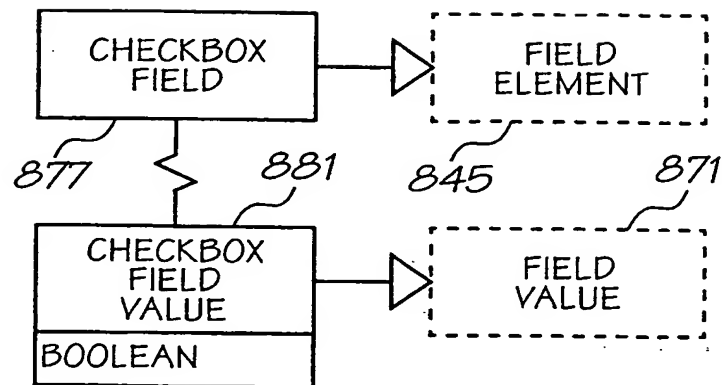 CHECKBOX
FIELD
FIELD
ELEMENT
877
881
845
871
CHECKBOX
FIELD
VALUE
FIELD
VALUE
BOOLEAN